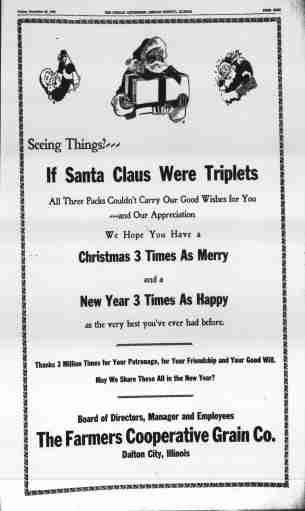 Seeing Things?
If Santa Claus Were Triplets
All Three Packs Couldn't Carry Our Good Wishes for You
and Our Appreciation
We Hope You Have a
Christmas 3 Times As Merry
and a
New Year 3 Times As Happy
as the very best you've ever had before.
Thanks 3 Million Times for Your Patronage, for Your Friendship and Your Good Will.
May We Share These All in the New Year?
Board of Directors, Manager and Employees
The Farmers Cooperative Grain Co.
Dalton City, Illinois